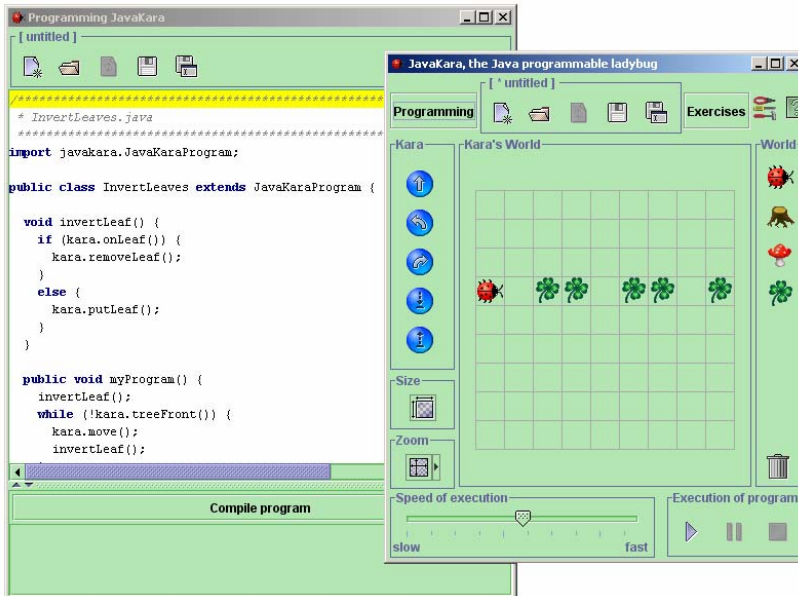 Programming JavaKara
[ untitled ]
/*****************************************************
* InvertLeaves.java
*****************************************************
import javakara.JavaKaraProgram;
public class InvertLeaves extends JavaKaraProgram {
void invertLeaf() {
if (kara.onLeaf()) {
kara.removeLeaf();
}
else {
kara.putLeaf();
}
}
public void myProgram() {
invertLeaf();
while (!kara.treeFront()) {
kara.move();
invertLeaf();
Compile program
JavaKara, the Java programmable ladybug
[ * untitled ]
Programming
Exercises
Kara
Kara's World
World
Size
Zoom
Speed of execution
slow
fast
Execution of program